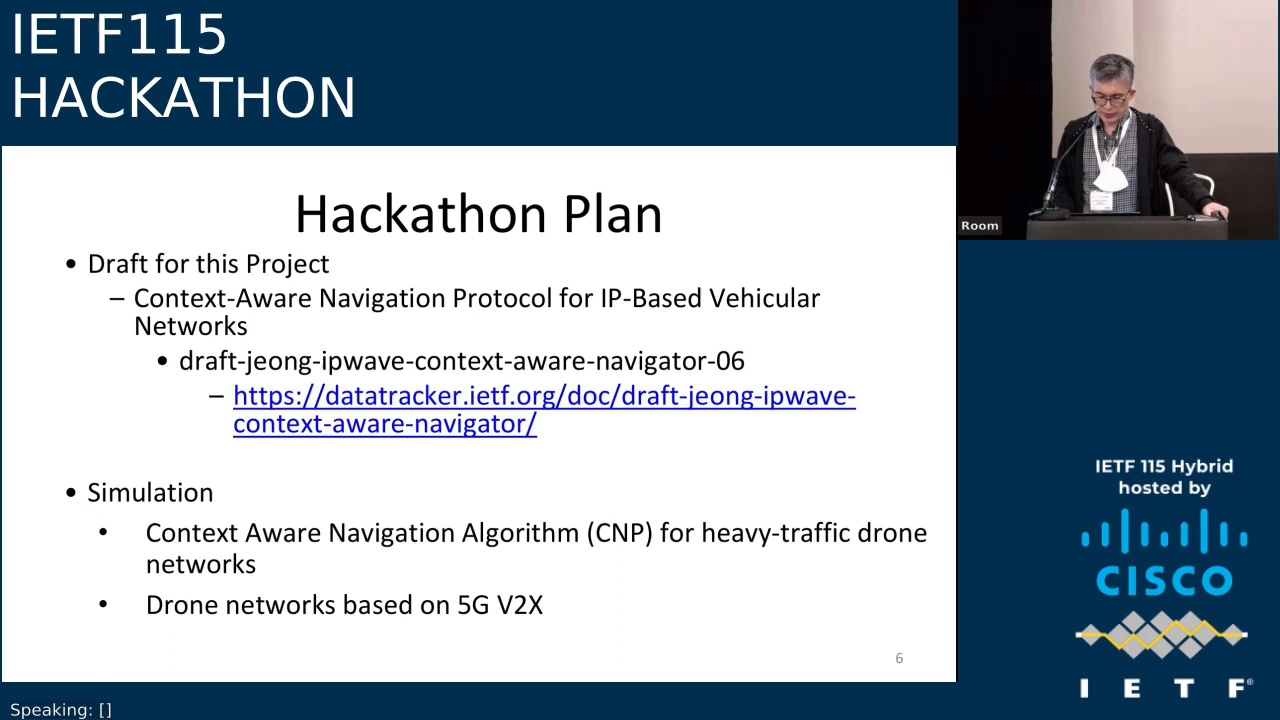 IETF115
HACKATHON
Hackathon Plan
• Draft for this Project
– Context-Aware Navigation Protocol for IP-Based Vehicular
Networks
• draft-jeong-ipwave-context-aware-navigator-06
– https://datatracker.ietf.org/doc/draft-jeong-ipwave-
context-aware-navigator/
• Simulation
• Context Aware Navigation Algorithm (CNP) for heavy-traffic drone
networks
• Drone networks based on 5G V2X
6
Room
IETF 115 Hybrid
hosted by
CISCO
I E T F®
Speaking: []